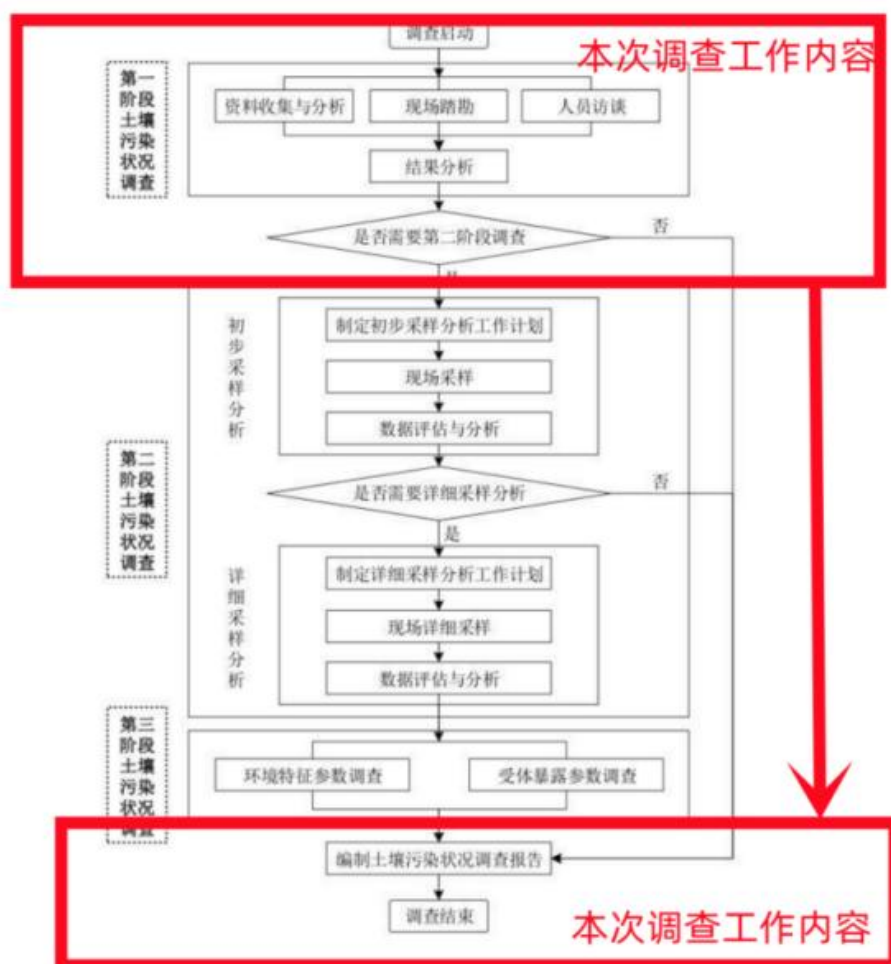 调查启动
本次调查工作内容
第一
阶段
土壤
污染
状况
调查
资料收集与分析
现场踏勘
人员访谈
结果分析
是否需要第二阶段调查
否
是
初步采样分析
制定初步采样分析工作计划
现场采样
数据评估与分析
第二
阶段
土壤
污染
状况
调查
是否需要详细采样分析
否
是
详细采样分析
制定详细采样分析工作计划
现场详细采样
数据评估与分析
第三
阶段
土壤
污染
状况
调查
环境特征参数调查
受体暴露参数调查
编制土壤污染状况调查报告
调查结束
本次调查工作内容